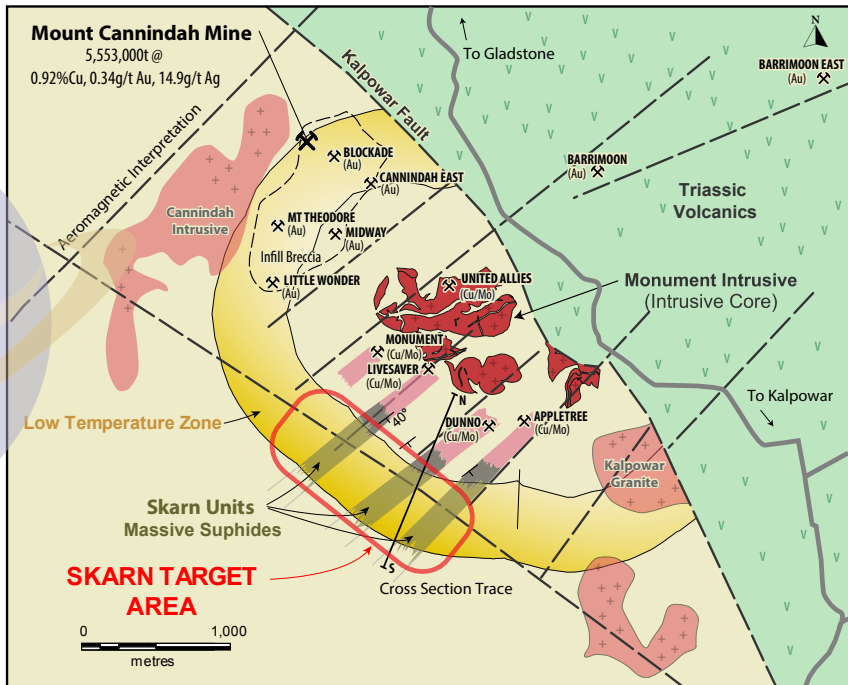 Mount Cannindah Mine
5,553,000t @
0.92%Cu, 0.34g/t Au, 14.9g/t Ag
To Gladstone
N
BARRIMOON EAST
(Au)
Kalpowar Fault
Aeromagnetic Interpretation
BLOCKADE
(Au)
CANNINDAH EAST
(Au)
BARRIMOON
(Au)
Triassic
Volcanics
Cannindah
Intrusive
MT THEODORE
(Au)
MIDWAY
(Au)
Infill Breccia
LITTLE WONDER
(Au)
UNITED ALLIES
(Cu/Mo)
Monument Intrusive
(Intrusive Core)
MONUMENT
(Cu/Mo)
LIVESAVER
(Cu/Mo)
To Kalpowar
N
Low Temperature Zone
40°
DUNNO
(Cu/Mo)
APPLETREE
(Cu/Mo)
Kalpowar
Granite
Skarn Units
Massive Suphides
SKARN TARGET
AREA
S
Cross Section Trace
0 1,000
metres